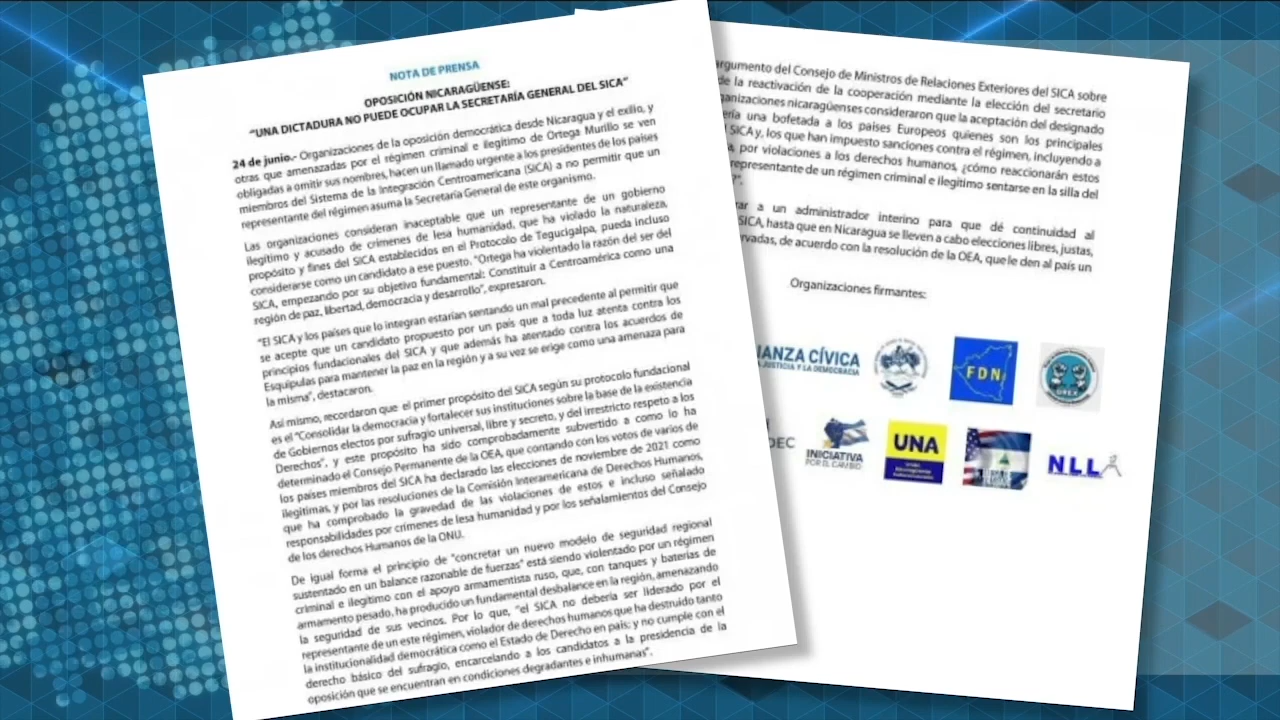 NOTA DE PRENSA
OPOSICIÓN NICARAGÜENSE:
“UNA DICTADURA NO PUEDE OCUPAR LA SECRETARÍA GENERAL DEL SICA”
24 de junio.- Organizaciones de la oposición democrática desde Nicaragua y el exilio, y
otras que amenazadas por el régimen criminal e ilegítimo de Ortega Murillo se ven
obligadas a omitir sus nombres, hacen un llamado urgente a los presidentes de los países
miembros del Sistema de la Integración Centroamericana (SICA) a no permitir que un
representante del régimen asuma la Secretaría General de este organismo.
Las organizaciones consideran inaceptable que un representante de un gobierno
ilegítimo y acusado de crímenes de lesa humanidad, que ha violado la naturaleza,
propósito y fines del SICA establecidos en el Protocolo de Tegucigalpa, pueda incluso
considerarse como un candidato a ese puesto. “Ortega ha violentado la razón del ser del
SICA, empezando por su objetivo fundamental: Constituir a Centroamérica como una
región de paz, libertad, democracia y desarrollo”, expresaron.
“El SICA y los países que lo integran estarían sentando un mal precedente al permitir que
se acepte que un candidato propuesto por un país que a toda luz atenta contra los
principios fundacionales del SICA y que además ha atentado contra los acuerdos de
Esquipulas para mantener la paz en la región y a su vez se erige como una amenaza para
la misma”, destacaron.
Así mismo, recordaron que el primer propósito del SICA según su protocolo fundacional
es el “Consolidar la democracia y fortalecer sus instituciones sobre la base de la existencia
de Gobiernos electos por sufragio universal, libre y secreto, y del irrestricto respeto a los
Derechos”, y este propósito ha sido comprobadamente subvertido a como lo ha
determinado el Consejo Permanente de la OEA, que contando con los votos de varios de
los países miembros del SICA ha declarado las elecciones de noviembre de 2021 como
ilegítimas, y por las resoluciones de la Comisión Interamericana de Derechos Humanos,
que ha comprobado la gravedad de las violaciones de estos e incluso señalado
responsabilidades por crímenes de lesa humanidad y por los señalamientos del Consejo
de los derechos Humanos de la ONU.
De igual forma el principio de “concretar un nuevo modelo de seguridad regional
sustentado en un balance razonable de fuerzas” está siendo violentado por un régimen
criminal e ilegítimo con el apoyo armamentista ruso, que, con tanques y baterías de
armamento pesado, ha producido un fundamental desbalance en la región, amenazando
la seguridad de sus vecinos. Por lo que, “el SICA no debería ser liderado por el
representante de un este régimen, violador de derechos humanos que ha destruido tanto
la institucionalidad democrática como el Estado de Derecho en país; y no cumple con el
derecho básico del sufragio, encarcelando a los candidatos a la presidencia de la
oposición que se encuentran en condiciones degradantes e inhumanas”.
argumento del Consejo de Ministros de Relaciones Exteriores del SICA sobre
de la reactivación de la cooperación mediante la elección del secretario
ganizaciones nicaragüenses consideraron que la aceptación del designado
ería una bofetada a los países Europeos quienes son los principales
SICA y, los que han impuesto sanciones contra el régimen, incluyendo a
a, por violaciones a los derechos humanos, ¿cómo reaccionarán estos
representante de un régimen criminal e ilegítimo sentarse en la silla del
?”.
rar a un administrador interino para que dé continuidad al
SICA, hasta que en Nicaragua se lleven a cabo elecciones libres, justas,
rvadas, de acuerdo con la resolución de la OEA, que le den al país un
Organizaciones firmantes:
IANZA CÍVICA
A JUSTICIA Y LA DEMOCRACIA
FDN
UREX
DEC
INICIATIVA
POR EL CAMBIO
UNA
NLLA